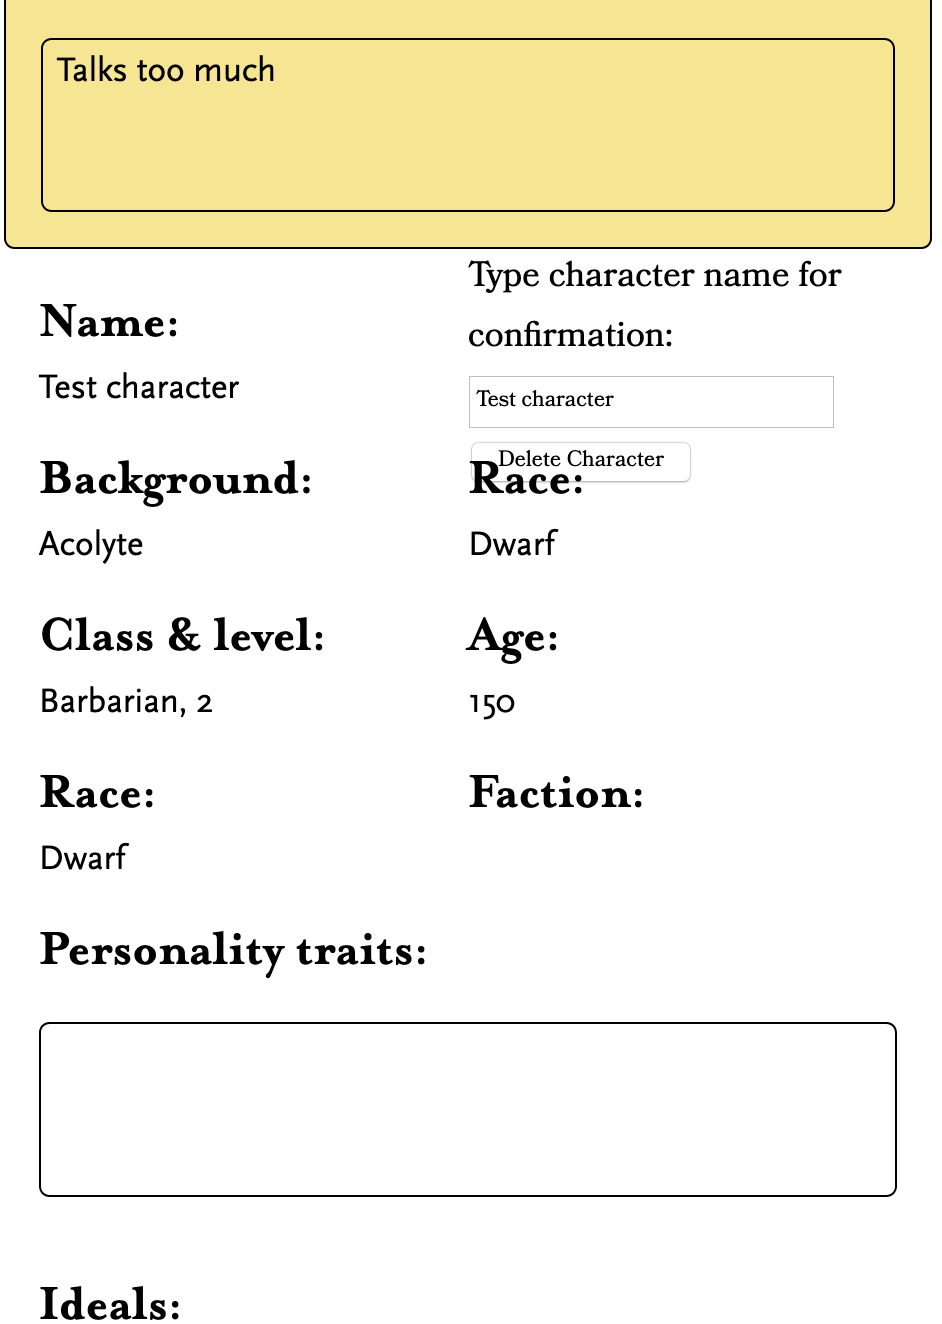 Talks too much
Type character name for
confirmation:
Name:
Test character
Test character
Delete Character
Background:
Race:
Acolyte
Dwarf
Class & level:
Age:
Barbarian, 2
150
Race:
Faction:
Dwarf
Personality traits:
Ideals: